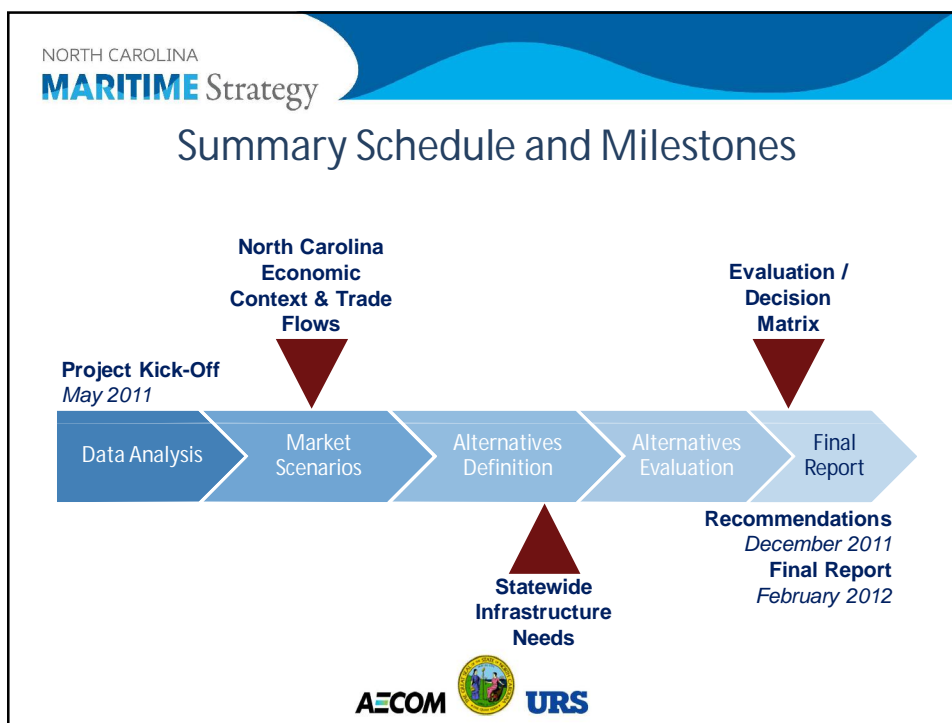 NORTH CAROLINA
MARITIME Strategy
Summary Schedule and Milestones
North Carolina
Economic
Context & Trade
Flows
Evaluation /
Decision
Matrix
Project Kick-Off
May 2011
Data Analysis
Market
Scenarios
Alternatives
Definition
Alternatives
Evaluation
Final
Report
Statewide
Infrastructure
Needs
Recommendations
December 2011
Final Report
February 2012
AECOM
URS